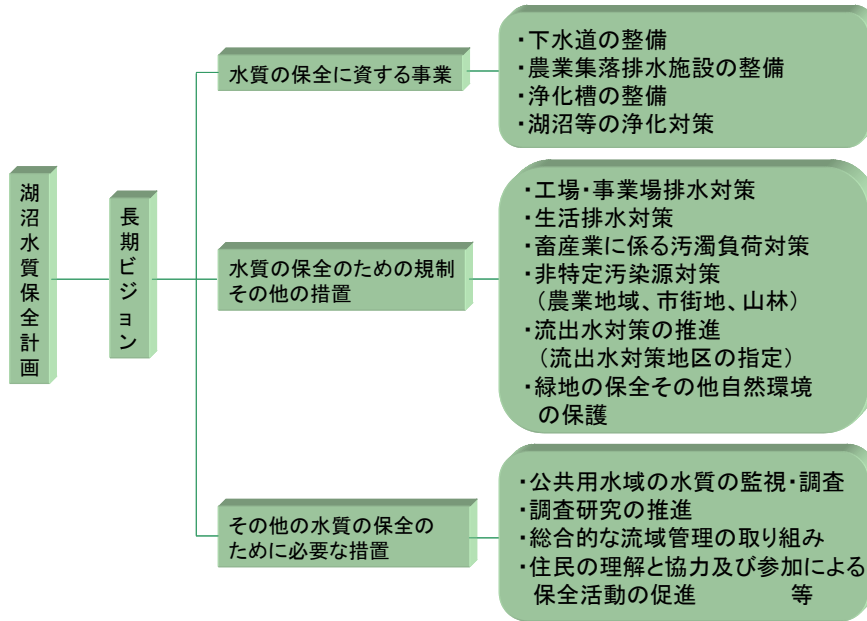 湖沼水質保全計画
長期ビジョン
水質の保全に資する事業
・下水道の整備
・農業集落排水施設の整備
・浄化槽の整備
・湖沼等の浄化対策
水質の保全のための規制
その他の措置
・工場・事業場排水対策
・生活排水対策
・畜産業に係る汚濁負荷対策
・非特定汚染源対策
（農業地域、市街地、山林）
・流出水対策の推進
（流出水対策地区の指定）
・緑地の保全その他自然環境
の保護
その他の水質の保全の
ために必要な措置
・公共用水域の水質の監視・調査
・調査研究の推進
・総合的な流域管理の取り組み
・住民の理解と協力及び参加による
保全活動の促進 等